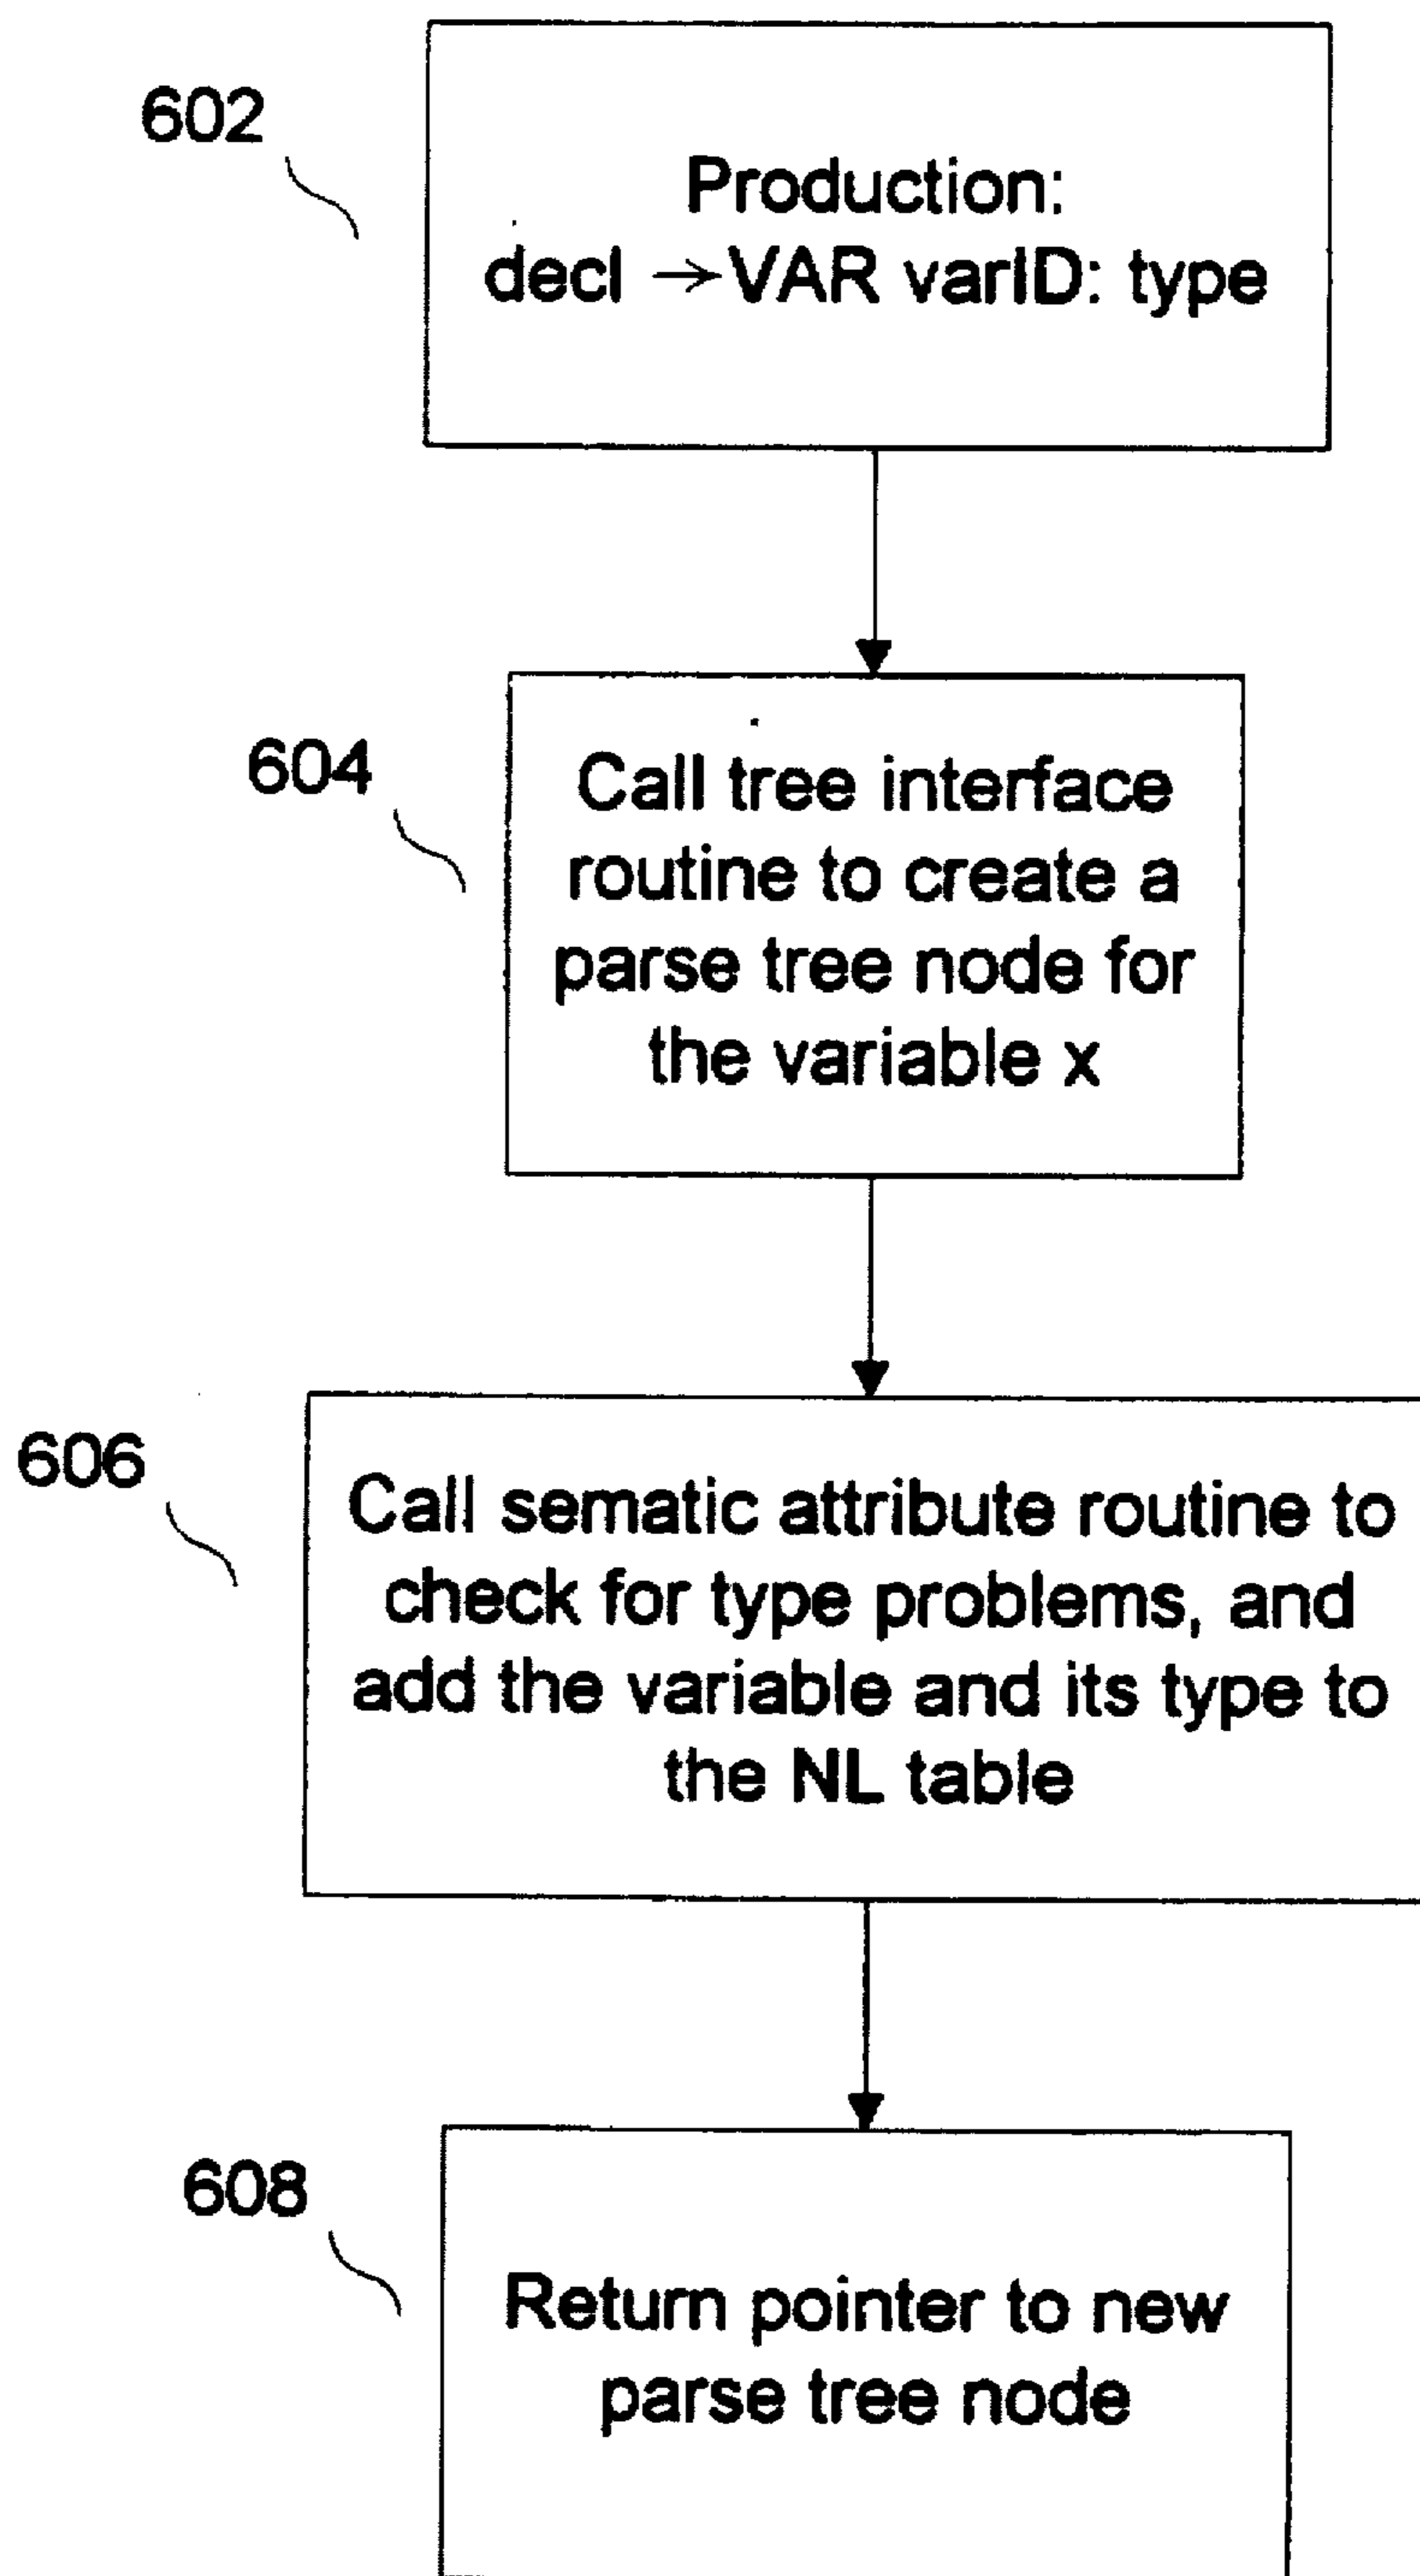 602
Production:
decl → VAR varID: type
604
Call tree interface
routine to create a
parse tree node for
the variable x
606
Call sematic attribute routine to
check for type problems, and
add the variable and its type to
the NL table
608
Return pointer to new
parse tree node